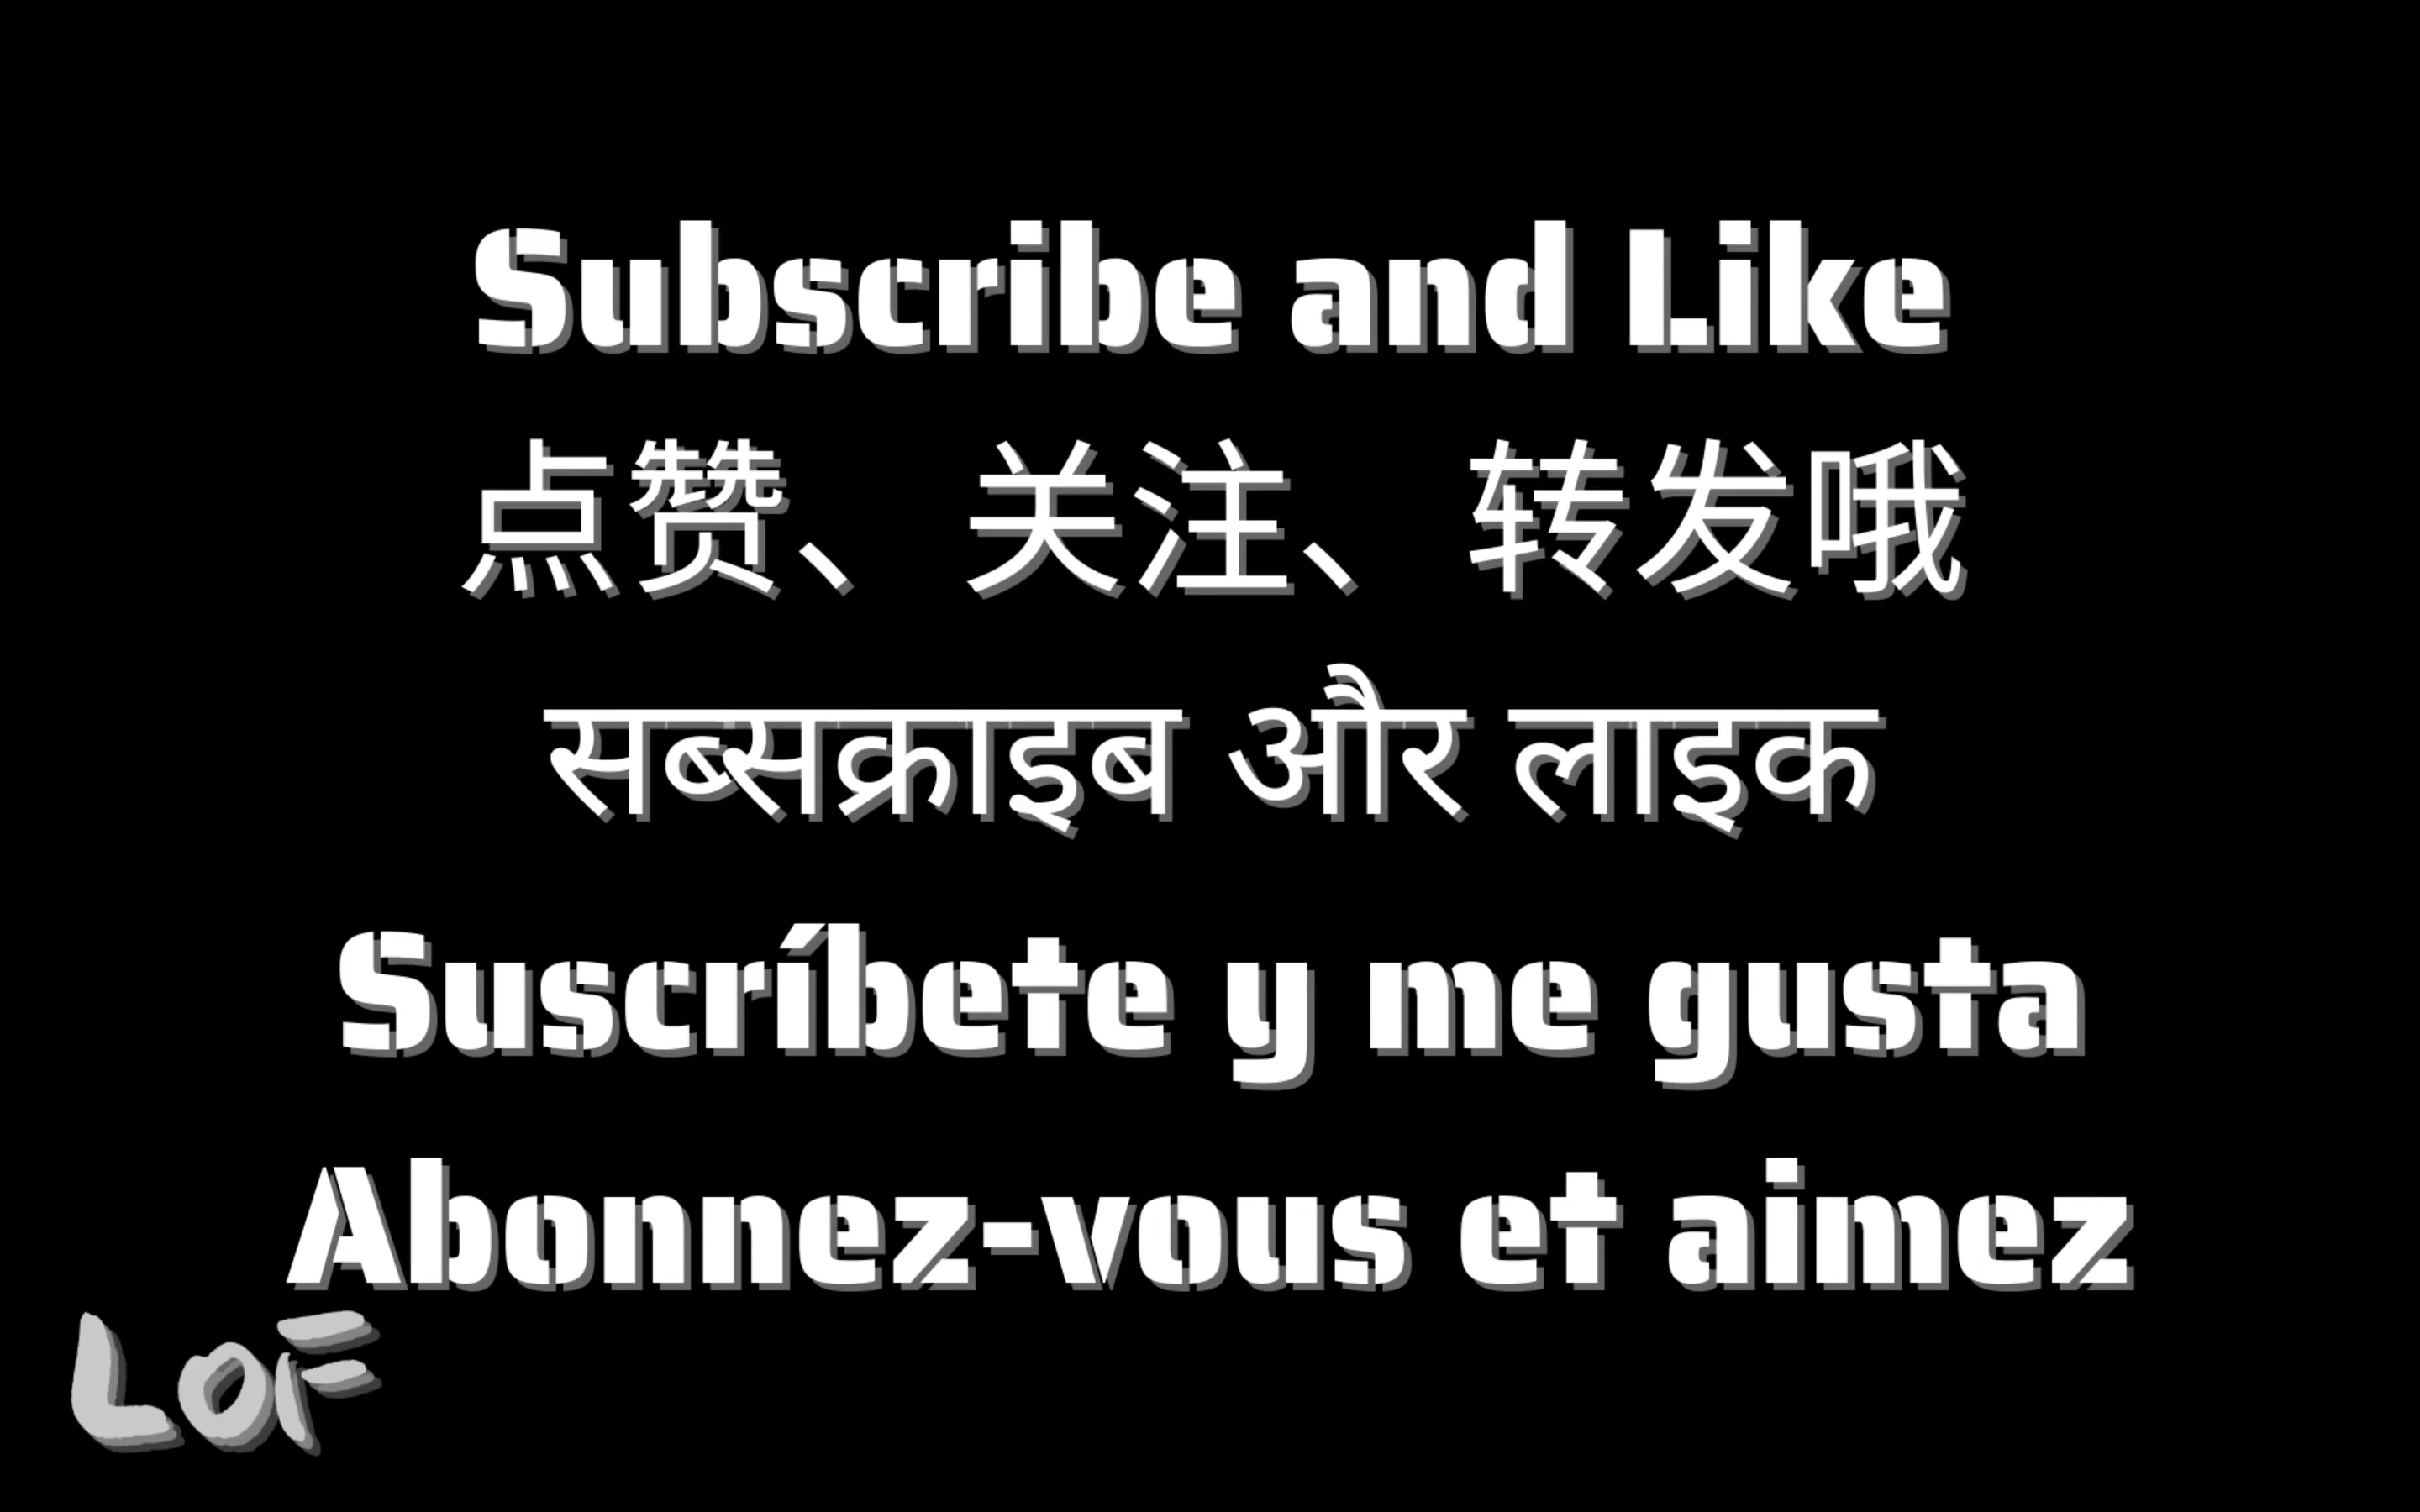 Subscribe and Like
点赞、关注、转发哦
सब्सक्राइब और लाइक
Suscríbete y me gusta
Abonnez-vous et aimez
LOF